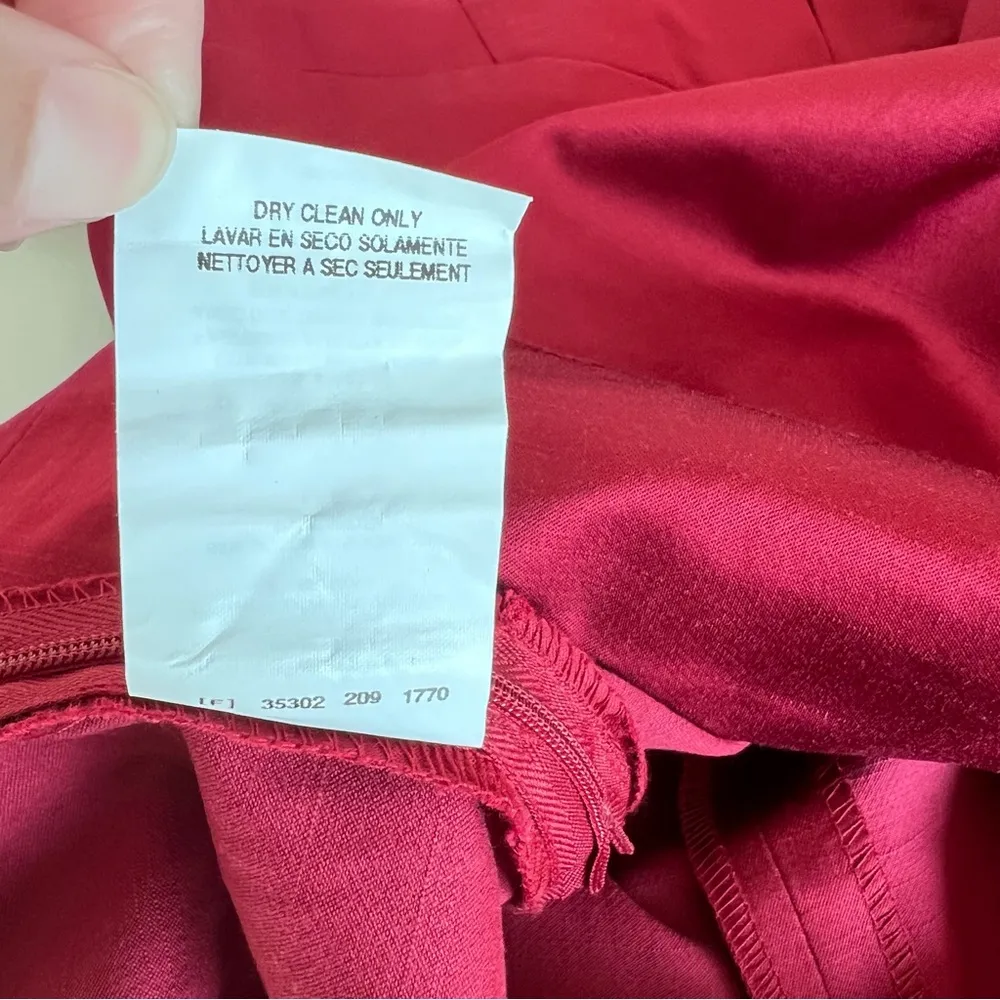 DRY CLEAN ONLY
LAVAR EN SECO SOLAMENTE
NETTOYER A SEC SEULEMENT
[F] 35302 209 1770